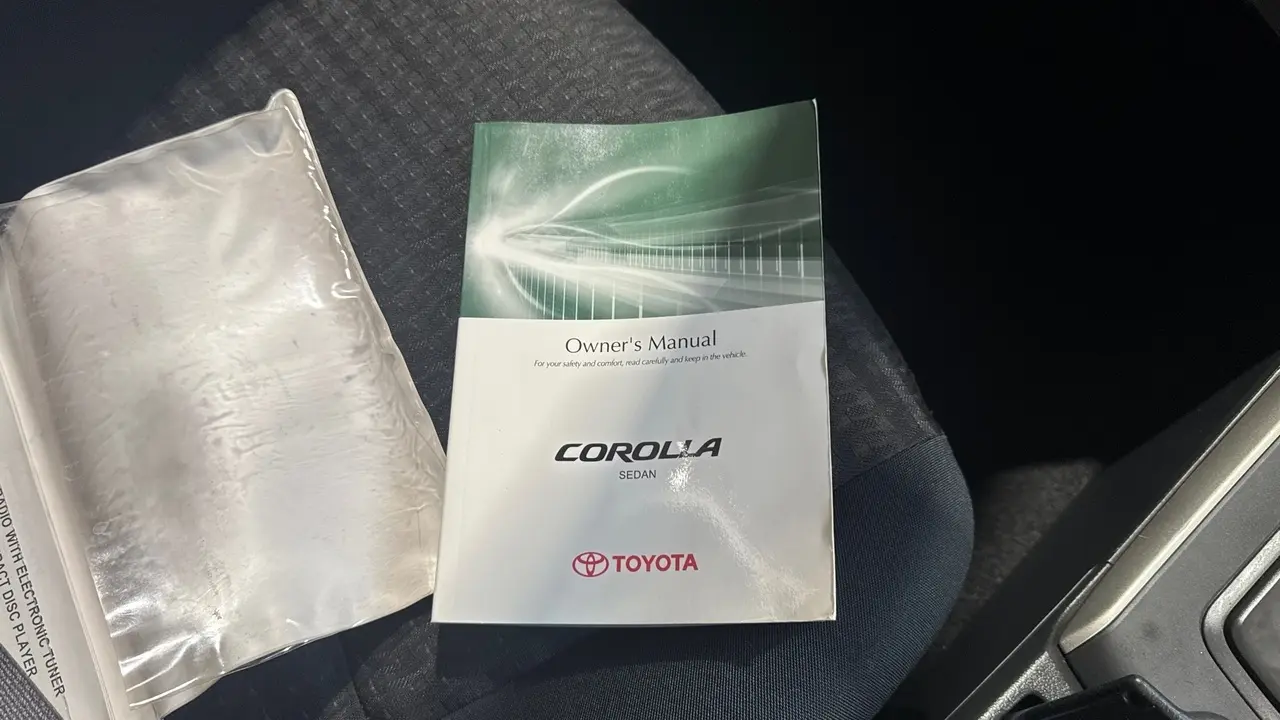 Owner's Manual
For your safety and comfort, read carefully and keep in the vehicle.
COROLLA
SEDAN
TOYOTA
RADIO WITH ELECTRONIC TUNER
DISC PLAYER